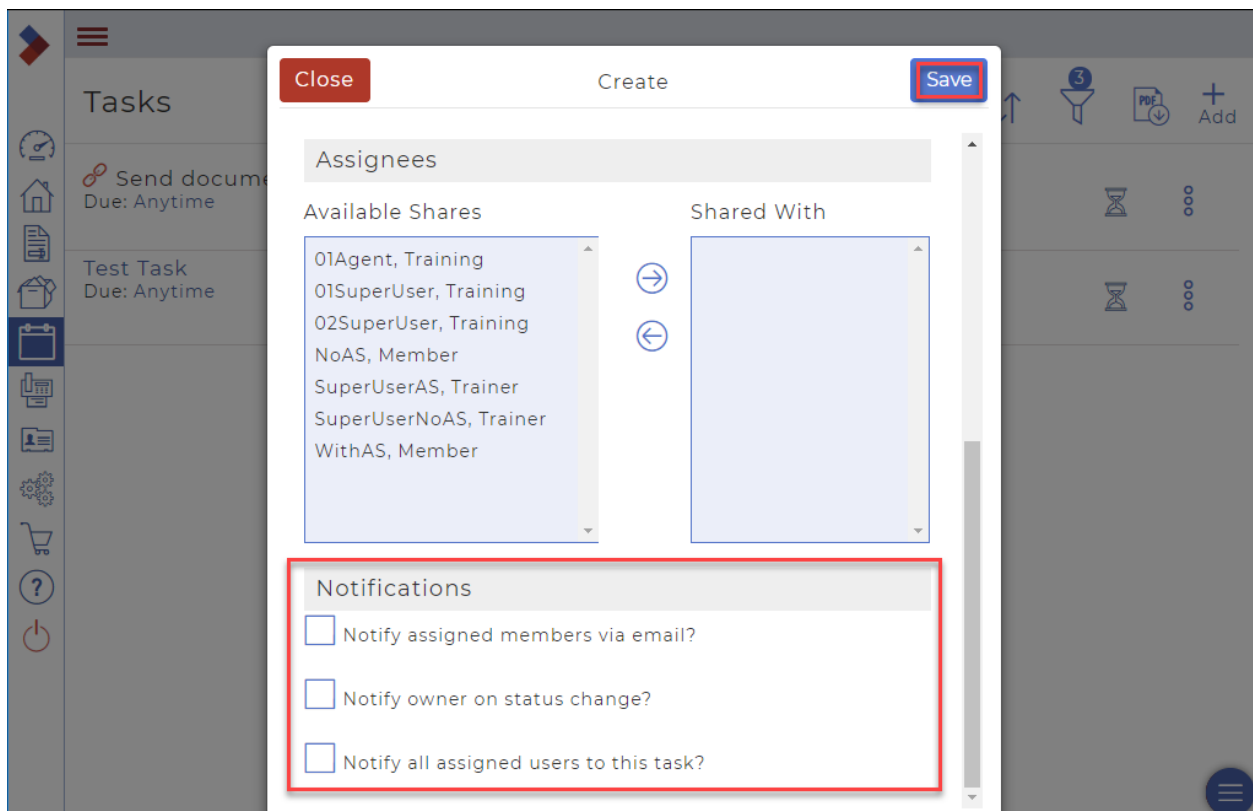 Close
Create
Save
Tasks
3
PDF
Add
Send docume
Due: Anytime
Test Task
Due: Anytime
Assignees
Available Shares
Shared With
01Agent, Training
01SuperUser, Training
02SuperUser, Training
NoAS, Member
SuperUserAS, Trainer
SuperUserNoAS, Trainer
WithAS, Member
Notifications
Notify assigned members via email?
Notify owner on status change?
Notify all assigned users to this task?